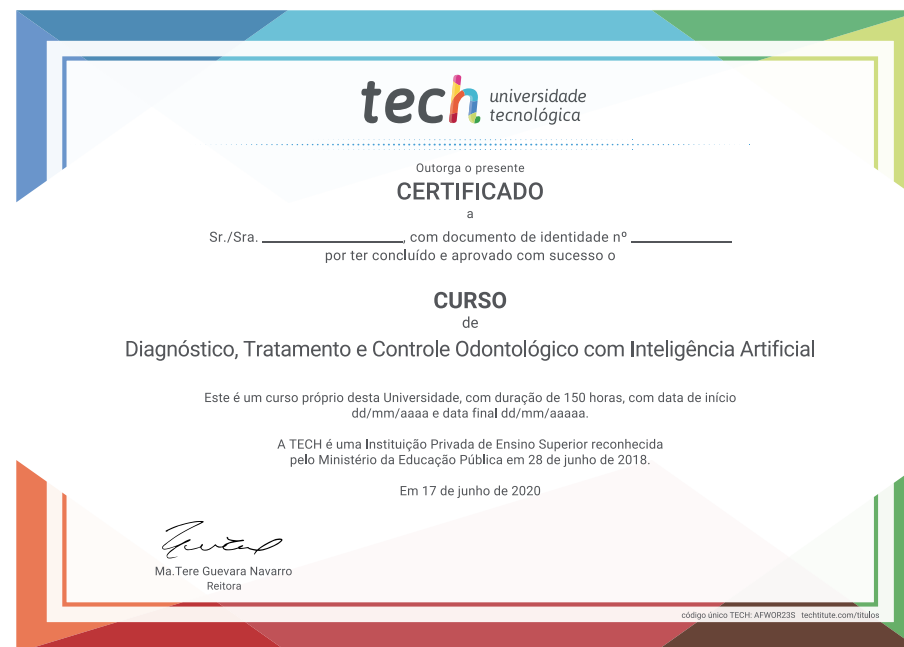 tech universidade
tecnológica
Outorga o presente
CERTIFICADO
a
Sr./Sra. ____________, com documento de identidade nº ____________
por ter concluído e aprovado com sucesso o
CURSO
de
Diagnóstico, Tratamento e Controle Odontológico com Inteligência Artificial
Este é um curso próprio desta Universidade, com duração de 150 horas, com data de início
dd/mm/aaaa e data final dd/mm/aaaaa.
A TECH é uma Instituição Privada de Ensino Superior reconhecida
pelo Ministério da Educação Pública em 28 de junho de 2018.
Em 17 de junho de 2020
Ma.Tere Guevara Navarro
Reitora
código único TECH: AFWOR23S techtitute.com/titulos